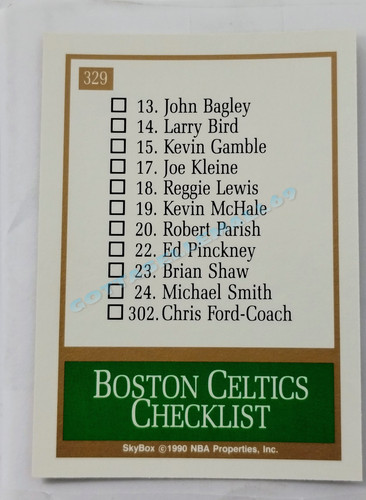 329
13. John Bagley
14. Larry Bird
15. Kevin Gamble
17. Joe Kleine
18. Reggie Lewis
19. Kevin McHale
20. Robert Parish
22. Ed Pinckney
23. Brian Shaw
24. Michael Smith
302. Chris Ford-Coach
BOSTON CELTICS
CHECKLIST
SkyBox ©1990 NBA Properties, Inc.